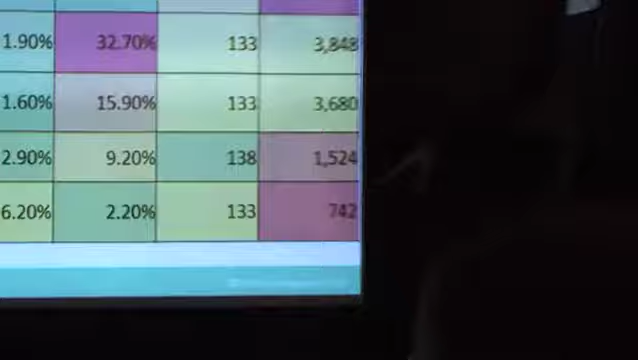 1.90% 32.70% 133 3,848
1.60% 15.90% 133 3,680
2.90% 9.20% 138 1,524
6.20% 2.20% 133 742